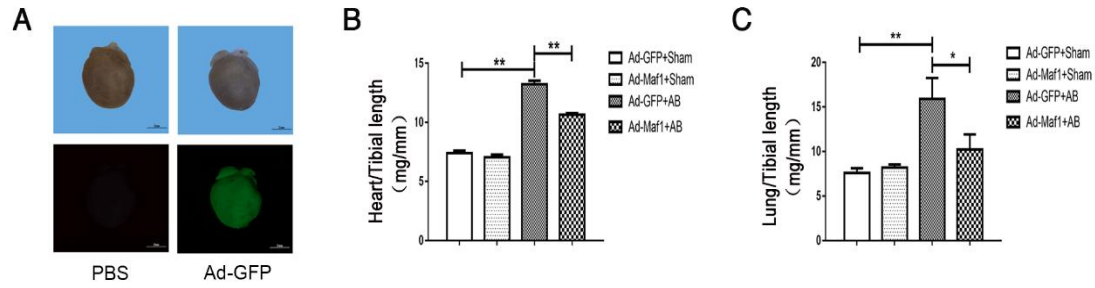 A
PBS
Ad-GFP
B
Heart/Tibial length
(mg/mm)
15
10
5
0
**
**
Ad-GFP+Sham
Ad-Maf1+Sham
Ad-GFP+AB
Ad-Maf1+AB
C
Lung/Tibial length
(mg/mm)
20
15
10
5
0
**
*
Ad-GFP+Sham
Ad-Maf1+Sham
Ad-GFP+AB
Ad-Maf1+AB